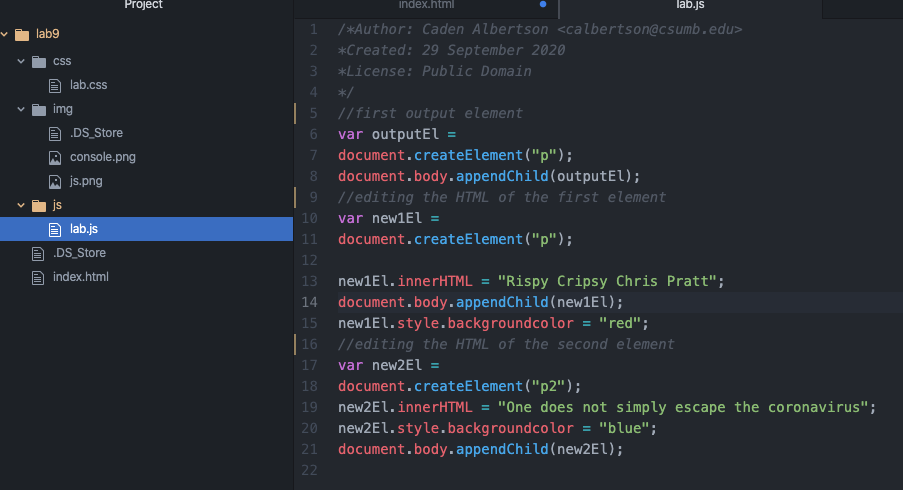 Project
index.html
lab.js
lab9
css
lab.css
img
.DS_Store
console.png
js.png
js
lab.js
.DS_Store
index.html
1 /*Author: Caden Albertson <calbertson@csumb.edu>
2 *Created: 29 September 2020
3 *License: Public Domain
4 */
5 //first output element
6 var outputEl =
7 document.createElement("p");
8 document.body.appendChild(outputEl);
9 //editing the HTML of the first element
10 var new1El =
11 document.createElement("p");
12
13 new1El.innerHTML = "Rispy Cripsy Chris Pratt";
14 document.body.appendChild(new1El);
15 new1El.style.backgroundcolor = "red";
16 //editing the HTML of the second element
17 var new2El =
18 document.createElement("p2");
19 new2El.innerHTML = "One does not simply escape the coronavirus";
20 new2El.style.backgroundcolor = "blue";
21 document.body.appendChild(new2El);
22